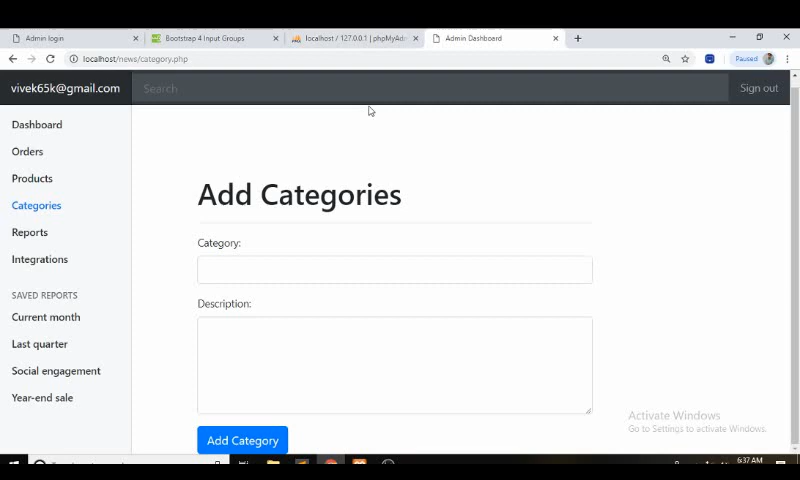 Admin login
Bootstrap 4 Input Groups
localhost / 127.0.0.1 | phpMyAd
Admin Dashboard
localhost/news/category.php
Paused
vivek65k@gmail.com
Search
Sign out
Dashboard
Orders
Products
Categories
Reports
Integrations
SAVED REPORTS
Current month
Last quarter
Social engagement
Year-end sale
Add Categories
Category:
Description:
Add Category
Activate Windows
Go to Settings to activate Windows.
6:37 AM